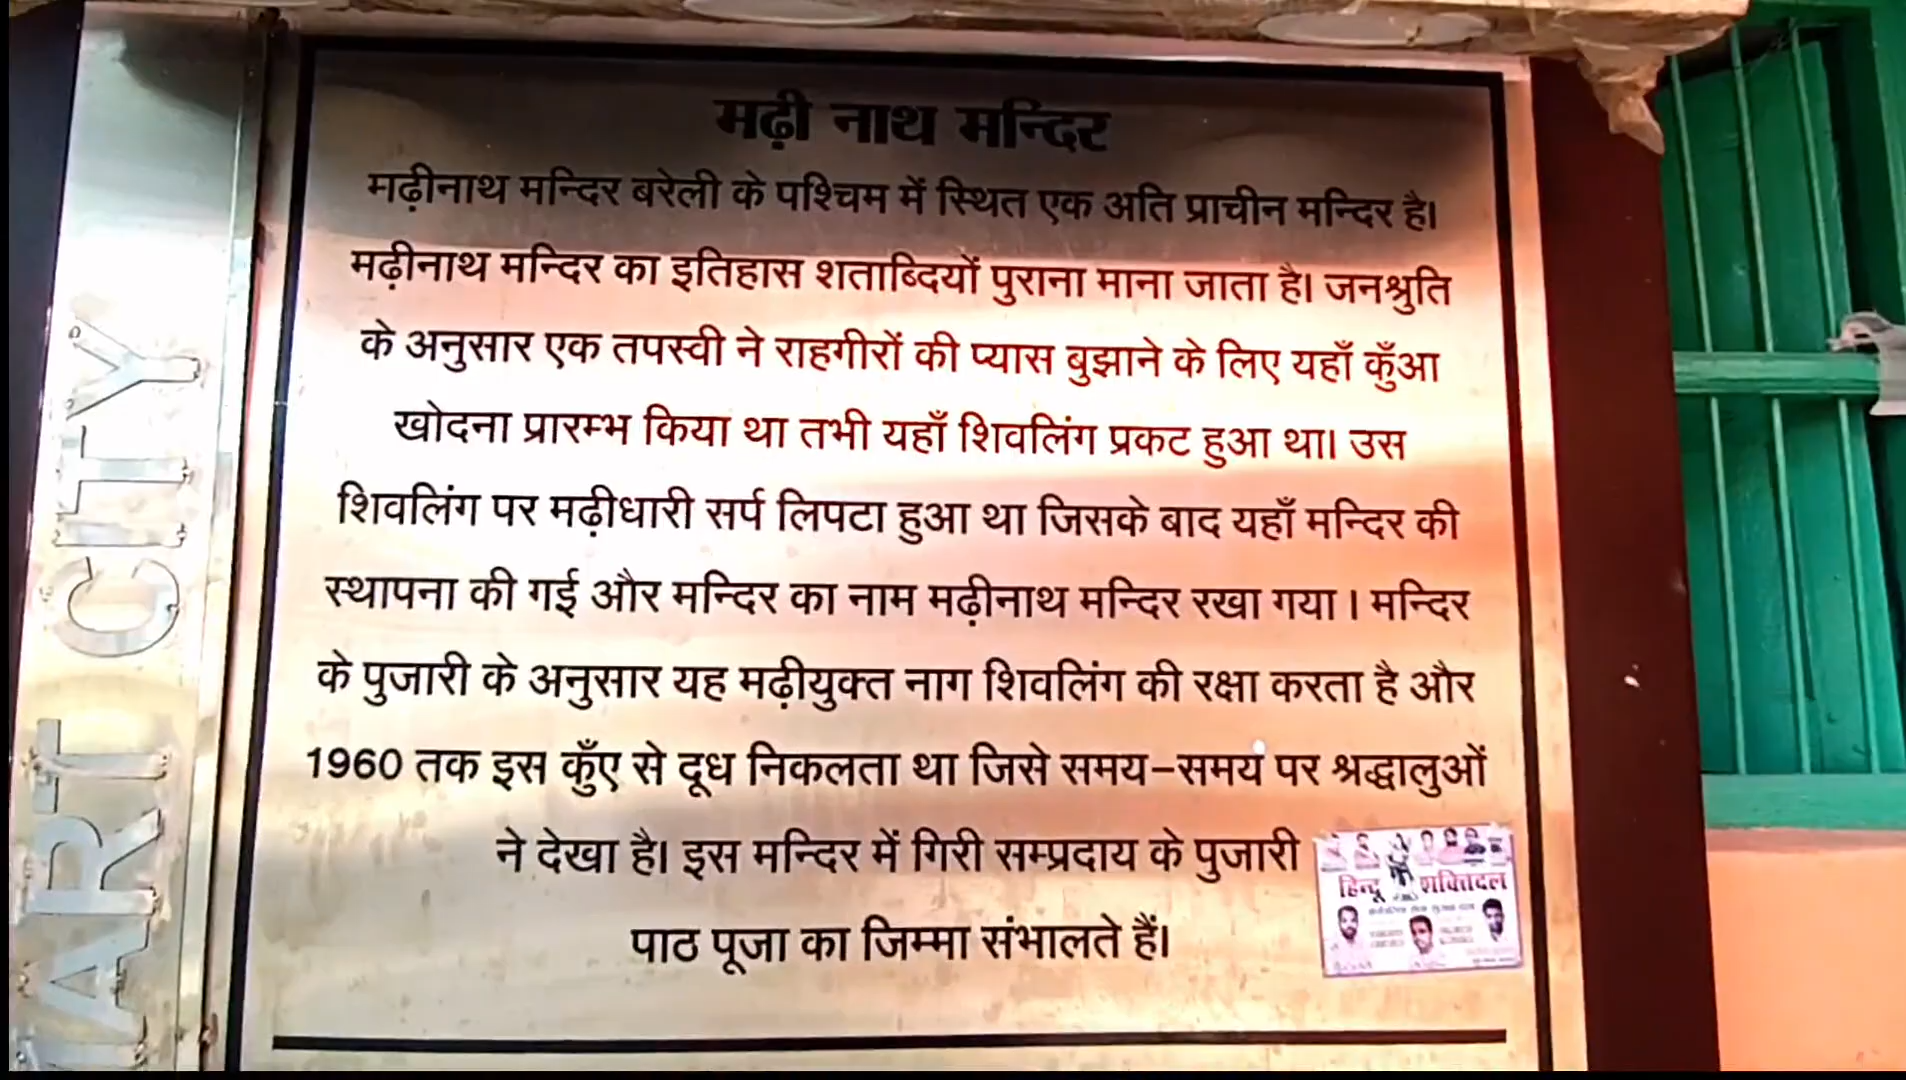 मढ़ी नाथ मन्दिर
मढ़ीनाथ मन्दिर बरेली के पश्चिम में स्थित एक अति प्राचीन मन्दिर है।
मढ़ीनाथ मन्दिर का इतिहास शताब्दियों पुराना माना जाता है। जनश्रुति
के अनुसार एक तपस्वी ने राहगीरों की प्यास बुझाने के लिए यहाँ कुँआ
खोदना प्रारम्भ किया था तभी यहाँ शिवलिंग प्रकट हुआ था। उस
शिवलिंग पर मढ़ीधारी सर्प लिपटा हुआ था जिसके बाद यहाँ मन्दिर की
स्थापना की गई और मन्दिर का नाम मढ़ीनाथ मन्दिर रखा गया । मन्दिर
के पुजारी के अनुसार यह मढ़ीयुक्त नाग शिवलिंग की रक्षा करता है और
1960 तक इस कुँए से दूध निकलता था जिसे समय-समय पर श्रद्धालुओं
ने देखा है। इस मन्दिर में गिरी सम्प्रदाय के पुजारी
पाठ पूजा का जिम्मा संभालते हैं।
हिन्दू शक्तिदल
ART CITY